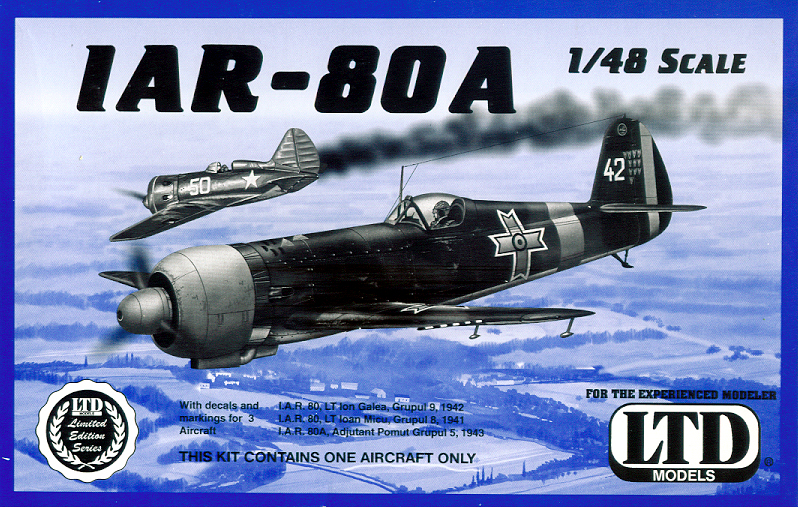 IAR-80A
1/48 SCALE
50
42
LTD
Limited
Edition
Series
With decals and
markings for 3
Aircraft
I.A.R. 80, LT Ion Galea, Grupul 9, 1942
I.A.R. 80, LT Ioan Micu, Grupul 8, 1941
I.A.R. 80A, Adjutant Pomut Grupul 5, 1943
THIS KIT CONTAINS ONE AIRCRAFT ONLY
FOR THE EXPERIENCED MODELER
LTD
MODELS
®